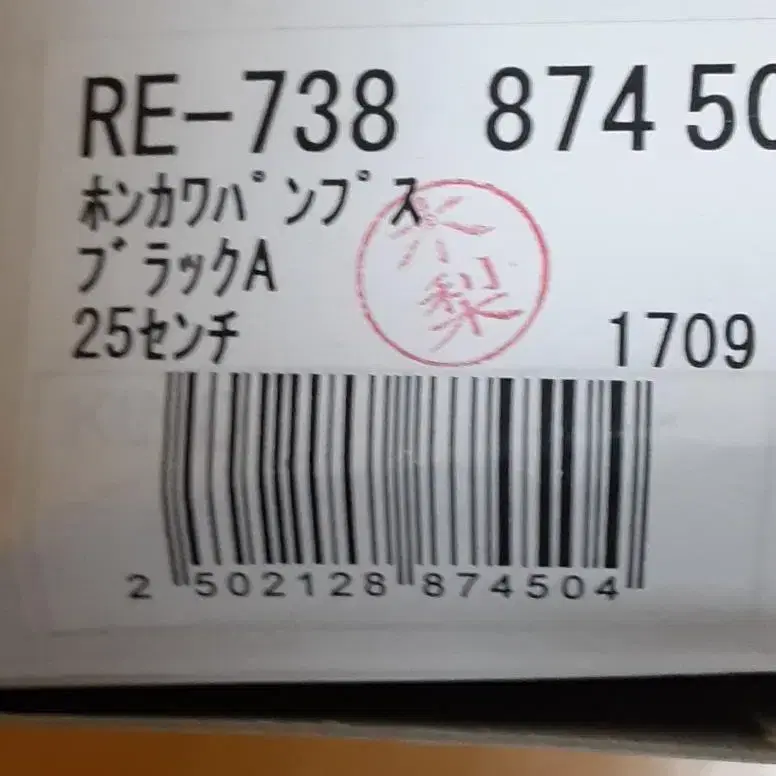 RE-738 874 50
ﾎﾝｶﾜﾊﾟﾝﾌﾟｽ
ﾌﾞﾗｯｸA
25ｾﾝﾁ
1709
2 502128 874504